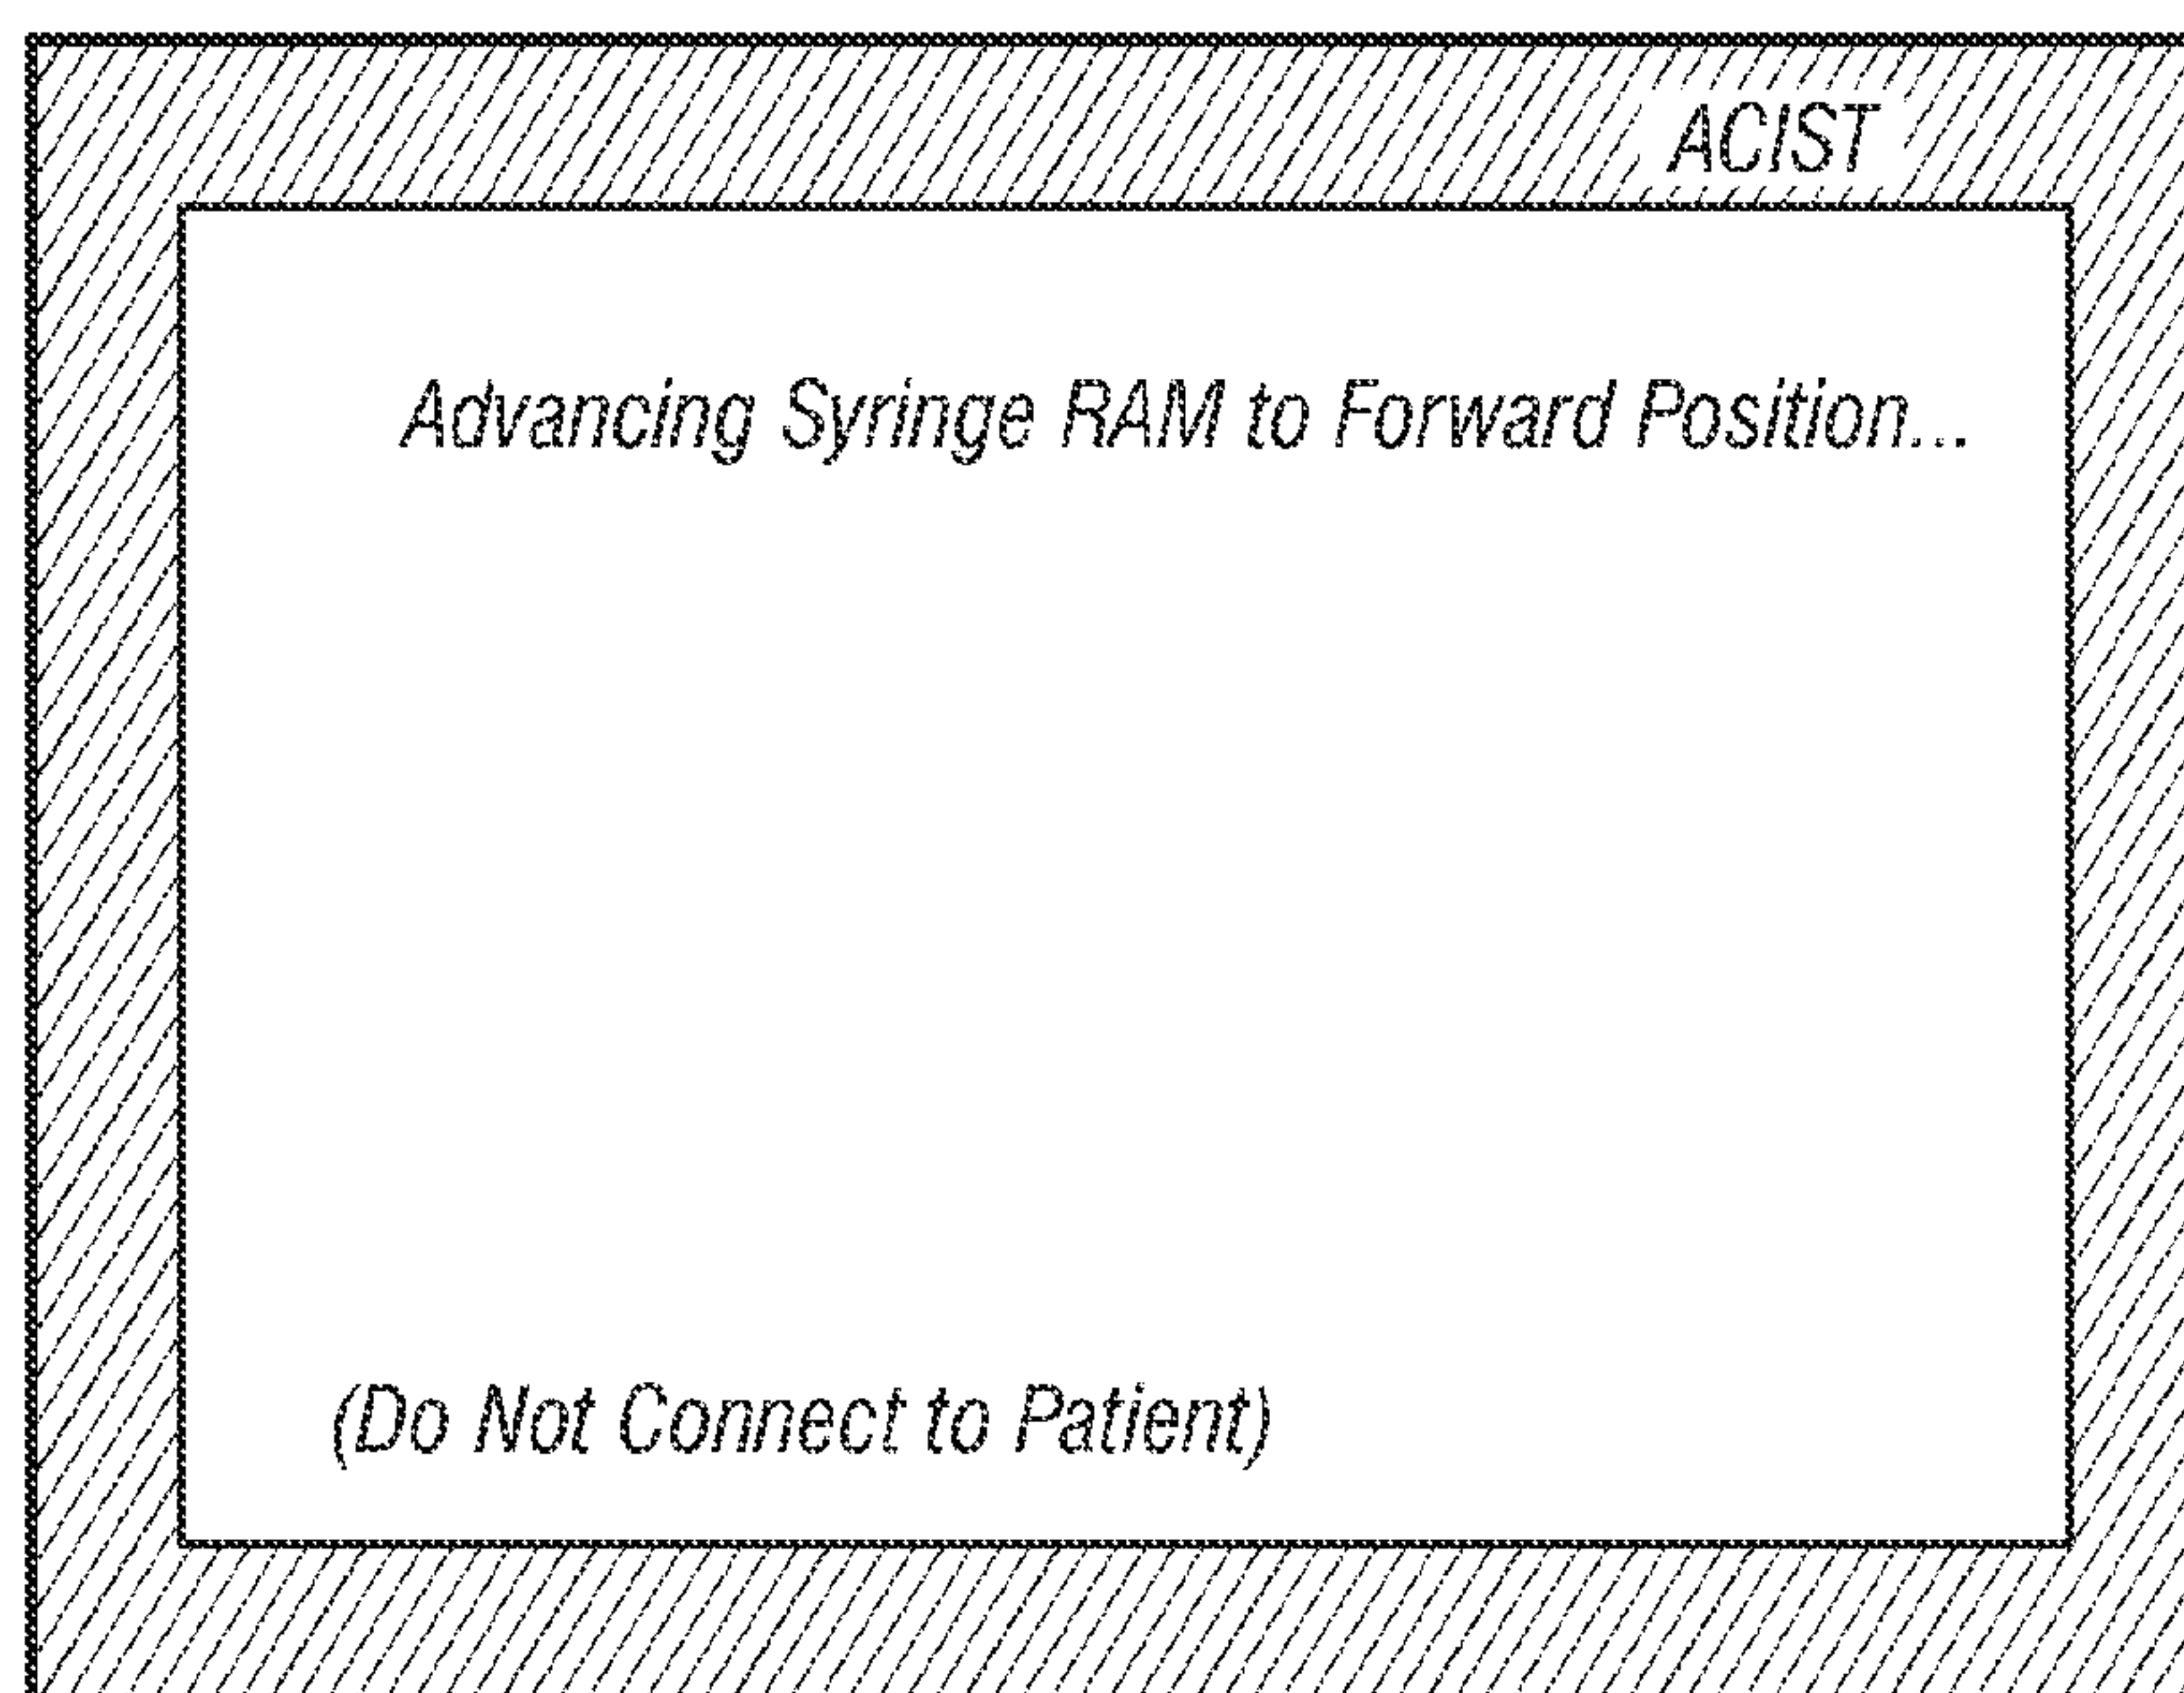 ACIST
Advancing Syringe RAM to Forward Position...
(Do Not Connect to Patient)